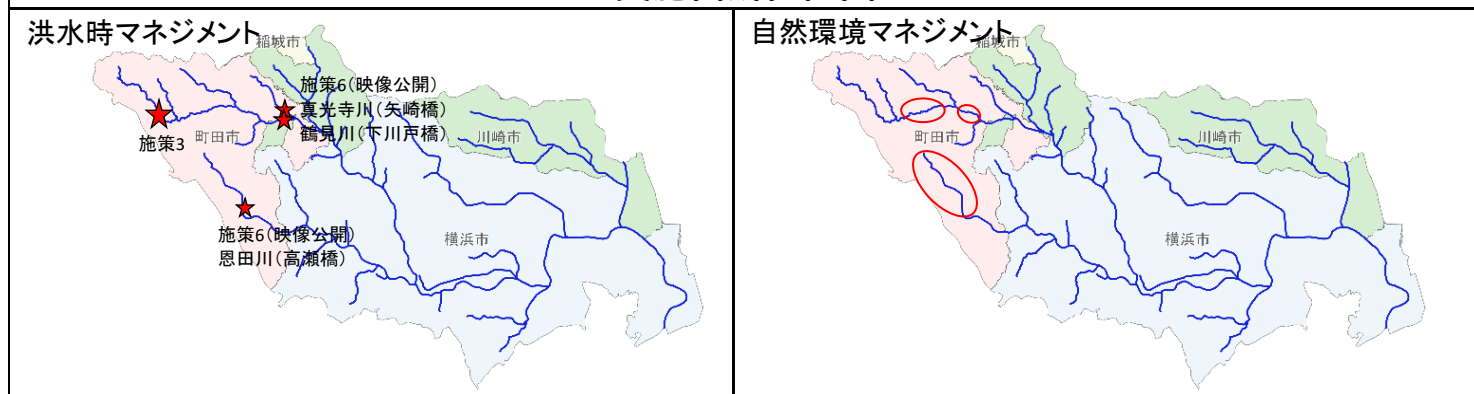 洪水時マネジメント
稲城市
施策6(映像公開)
真光寺川(矢崎橋)
鶴見川(下川戸橋)
施策3
町田市
川崎市
施策6(映像公開)
恩田川(高瀬橋)
横浜市
自然環境マネジメント
稲城市
町田市
川崎市
横浜市